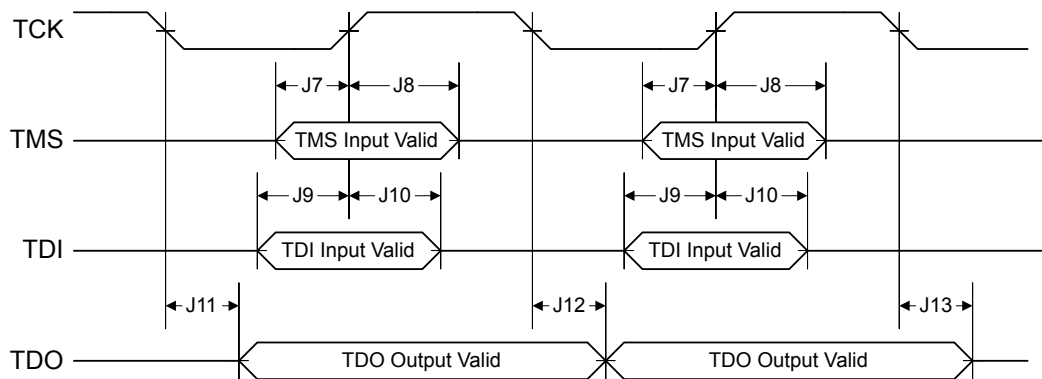 TCK
J7 J8 J7 J8
TMS TMS Input Valid TMS Input Valid
J9 J10 J9 J10
TDI TDI Input Valid TDI Input Valid
J11 J12 J13
TDO TDO Output Valid TDO Output Valid